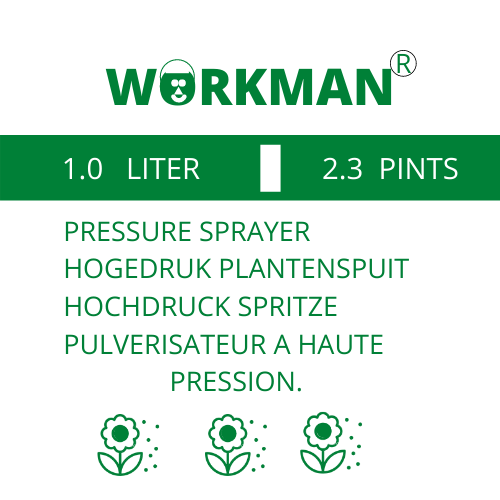 WORKMAN®
1.0 LITER 2.3 PINTS
PRESSURE SPRAYER
HOGEDRUK PLANTENSPUIT
HOCHDRUCK SPRITZE
PULVERISATEUR A HAUTE
PRESSION.